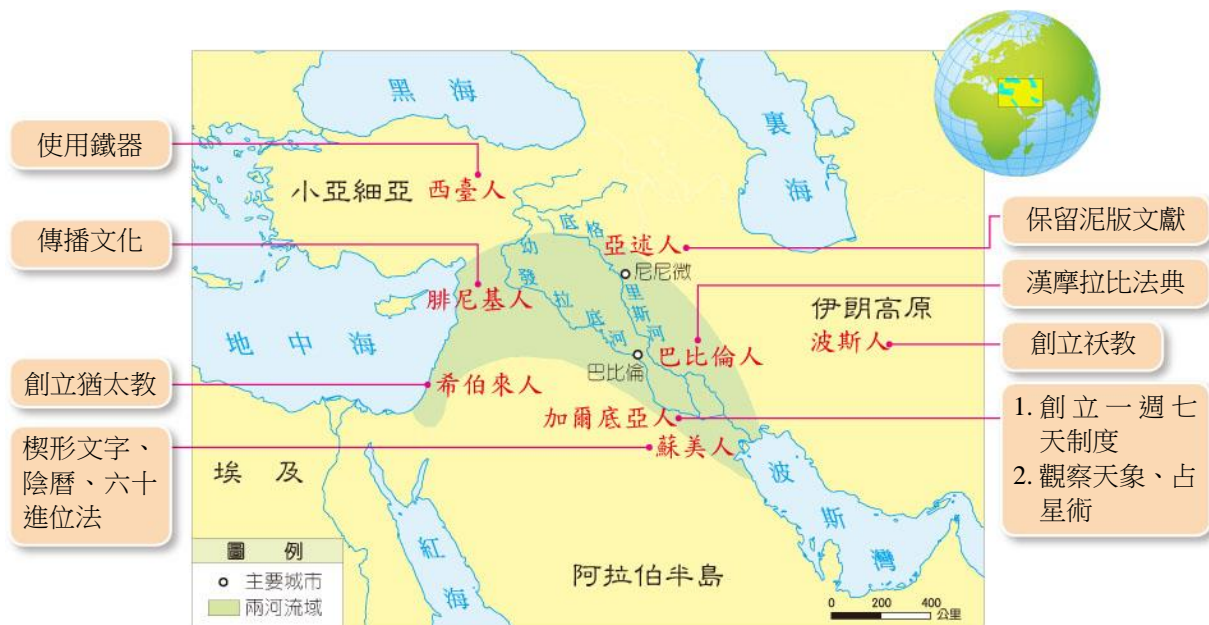 使用鐵器
傳播文化
創立猶太教
楔形文字、
陰曆、六十
進位法
黑海
裏海
小亞細亞
西臺人
底格里斯河
幼發拉底河
亞述人
尼尼微
腓尼基人
地中海
伊朗高原
波斯人
巴比倫人
巴比倫
希伯來人
加爾底亞人
蘇美人
埃及
波斯灣
紅海
阿拉伯半島
圖例
主要城市
兩河流域
0 200 400
公里
保留泥版文獻
漢摩拉比法典
創立祆教
1. 創立一週七
天制度
2. 觀察天象、占
星術